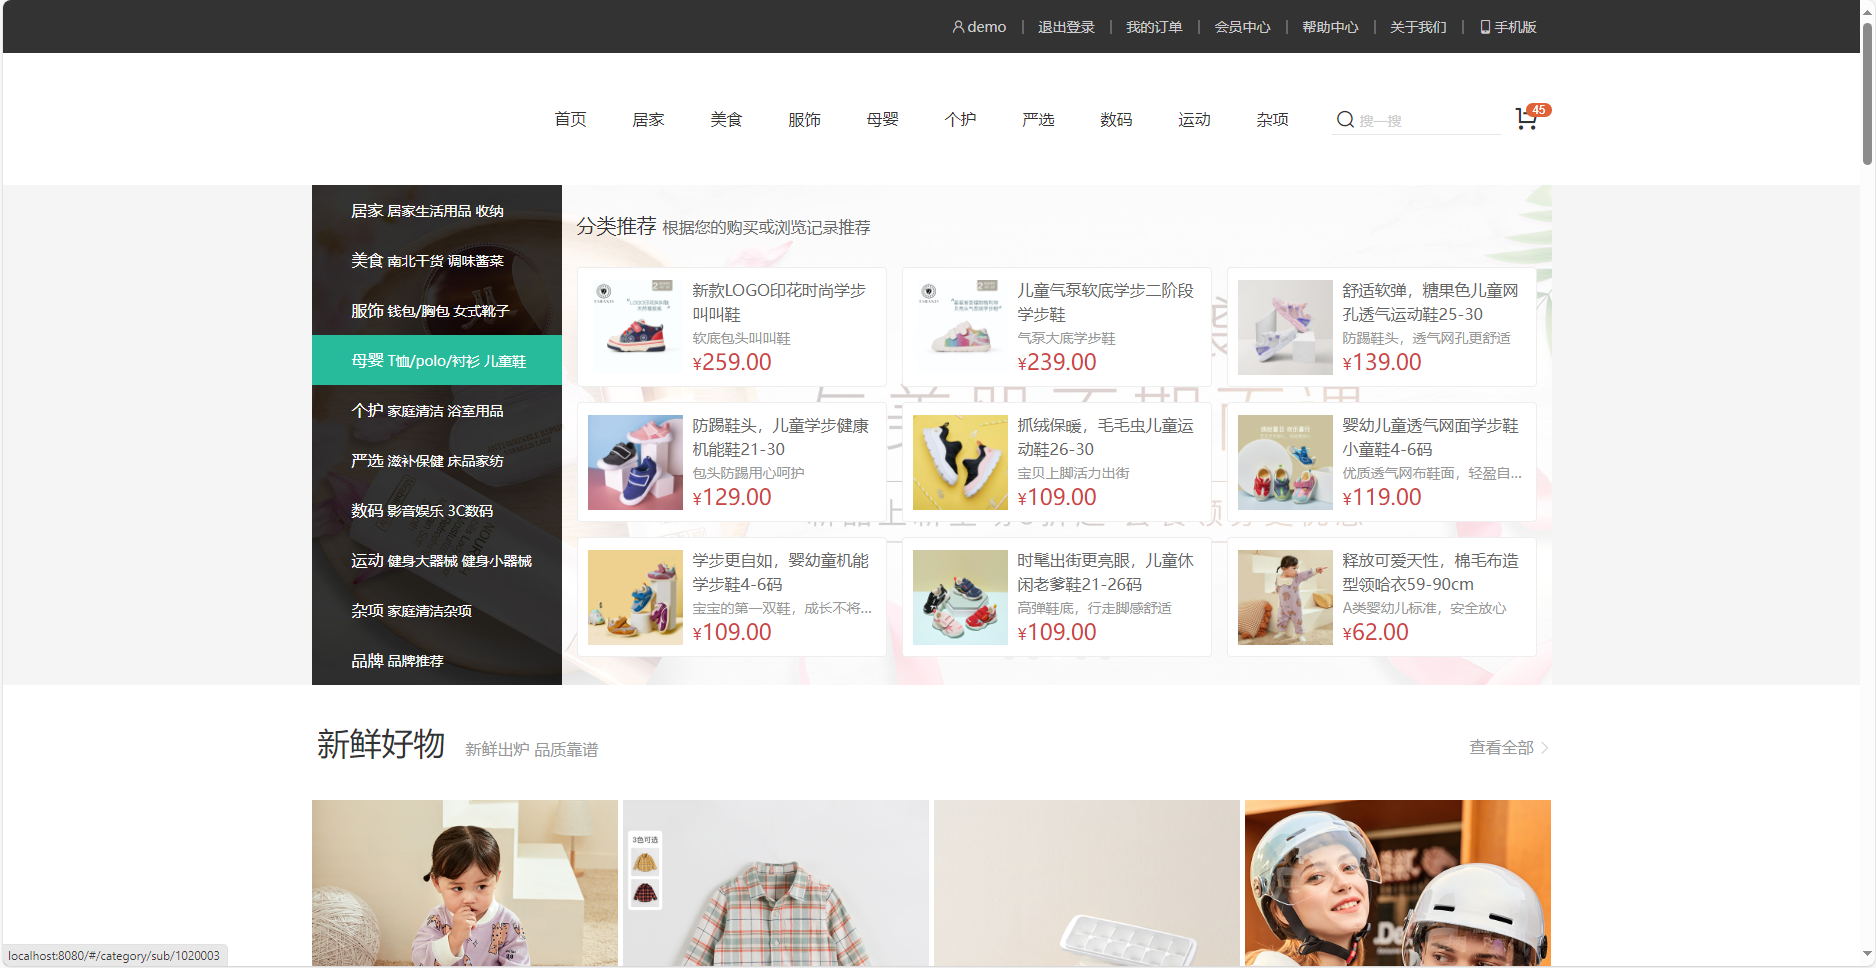 demo
退出登录
我的订单
会员中心
帮助中心
关于我们
手机版
首页
居家
美食
服饰
母婴
个护
严选
数码
运动
杂项
搜一搜
45
居家 居家生活用品 收纳
美食 南北干货 调味酱菜
服饰 钱包/胸包 女式靴子
母婴 T恤/polo/衬衫 儿童鞋
个护 家庭清洁 浴室用品
严选 滋补保健 床品家纺
数码 影音娱乐 3C数码
运动 健身大器械 健身小器械
杂项 家庭清洁杂项
品牌 品牌推荐
分类推荐 根据您的购买或浏览记录推荐
新款LOGO印花时尚学步
叫叫鞋
软底包头叫叫鞋
¥259.00
儿童气泵软底学步二阶段
学步鞋
气泵大底学步鞋
¥239.00
舒适软弹，糖果色儿童网
孔透气运动鞋25-30
防踢鞋头，透气网孔更舒适
¥139.00
防踢鞋头，儿童学步健康
机能鞋21-30
包头防踢用心呵护
¥129.00
抓绒保暖，毛毛虫儿童运
动鞋26-30
宝贝上脚活力出街
¥109.00
婴幼儿童透气网面学步鞋
小童鞋4-6码
优质透气网布鞋面，轻盈自...
¥119.00
学步更自如，婴幼童机能
学步鞋4-6码
宝宝的第一双鞋，成长不将...
¥109.00
时髦出街更亮眼，儿童休
闲老爹鞋21-26码
高弹鞋底，行走脚感舒适
¥109.00
释放可爱天性，棉毛布造
型领哈衣59-90cm
A类婴幼儿标准，安全放心
¥62.00
新鲜好物 新鲜出炉 品质靠谱
查看全部
3色可选
localhost:8080/#/category/sub/1020003